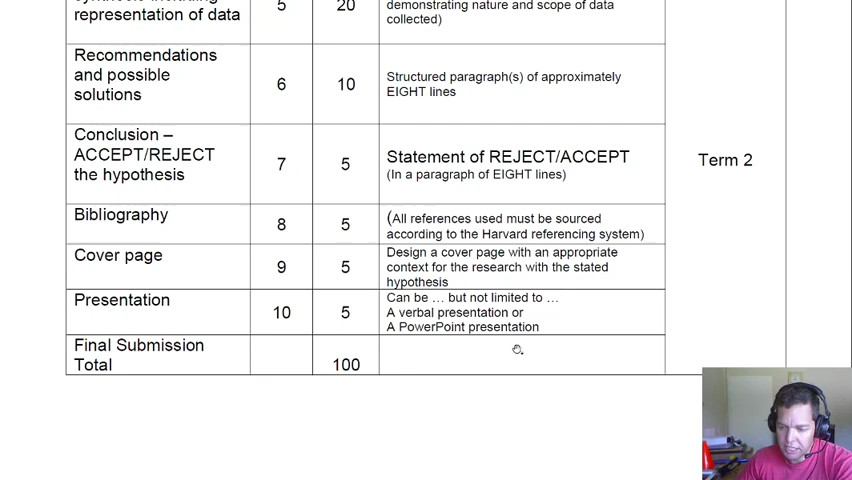 synthesis including
representation of data
5
20
demonstrating nature and scope of data
collected)
Recommendations
and possible
solutions
6
10
Structured paragraph(s) of approximately
EIGHT lines
Conclusion –
ACCEPT/REJECT
the hypothesis
7
5
Statement of REJECT/ACCEPT
(In a paragraph of EIGHT lines)
Term 2
Bibliography
8
5
(All references used must be sourced
according to the Harvard referencing system)
Cover page
9
5
Design a cover page with an appropriate
context for the research with the stated
hypothesis
Presentation
10
5
Can be … but not limited to …
A verbal presentation or
A PowerPoint presentation
Final Submission
Total
100